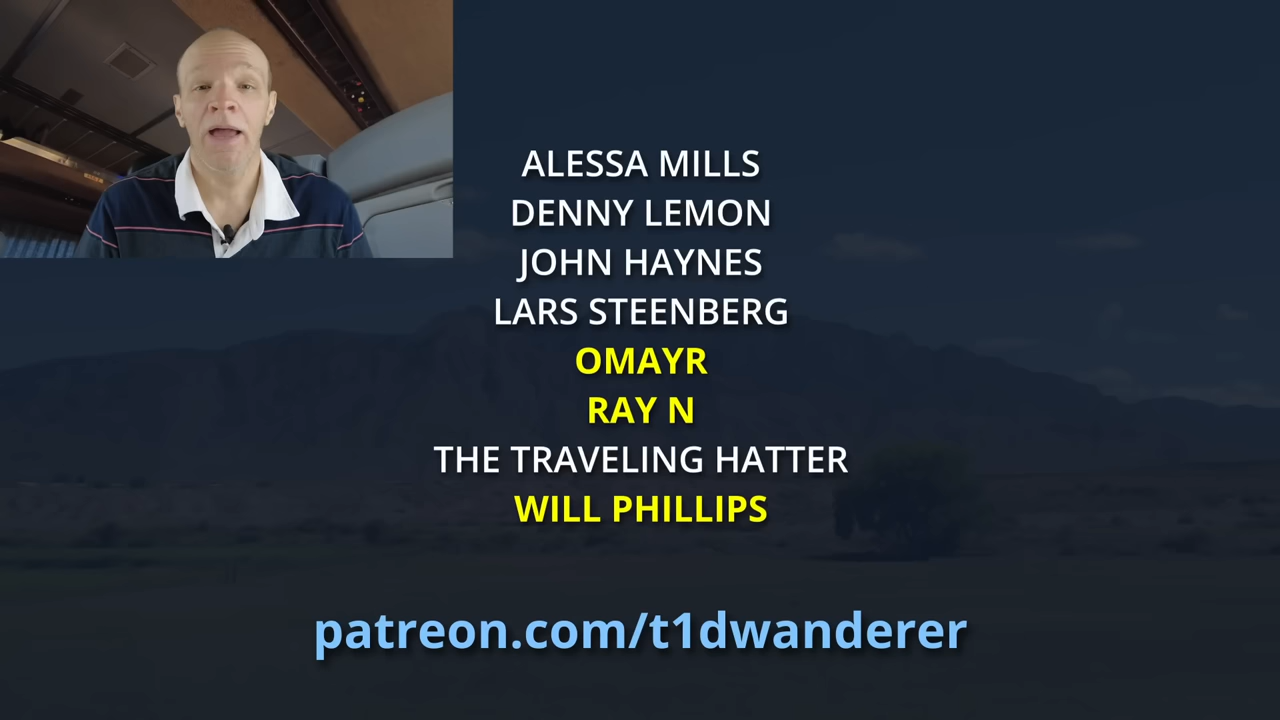 ALESSA MILLS
DENNY LEMON
JOHN HAYNES
LARS STEENBERG
OMAYR
RAY N
THE TRAVELING HATTER
WILL PHILLIPS
patreon.com/t1dwanderer